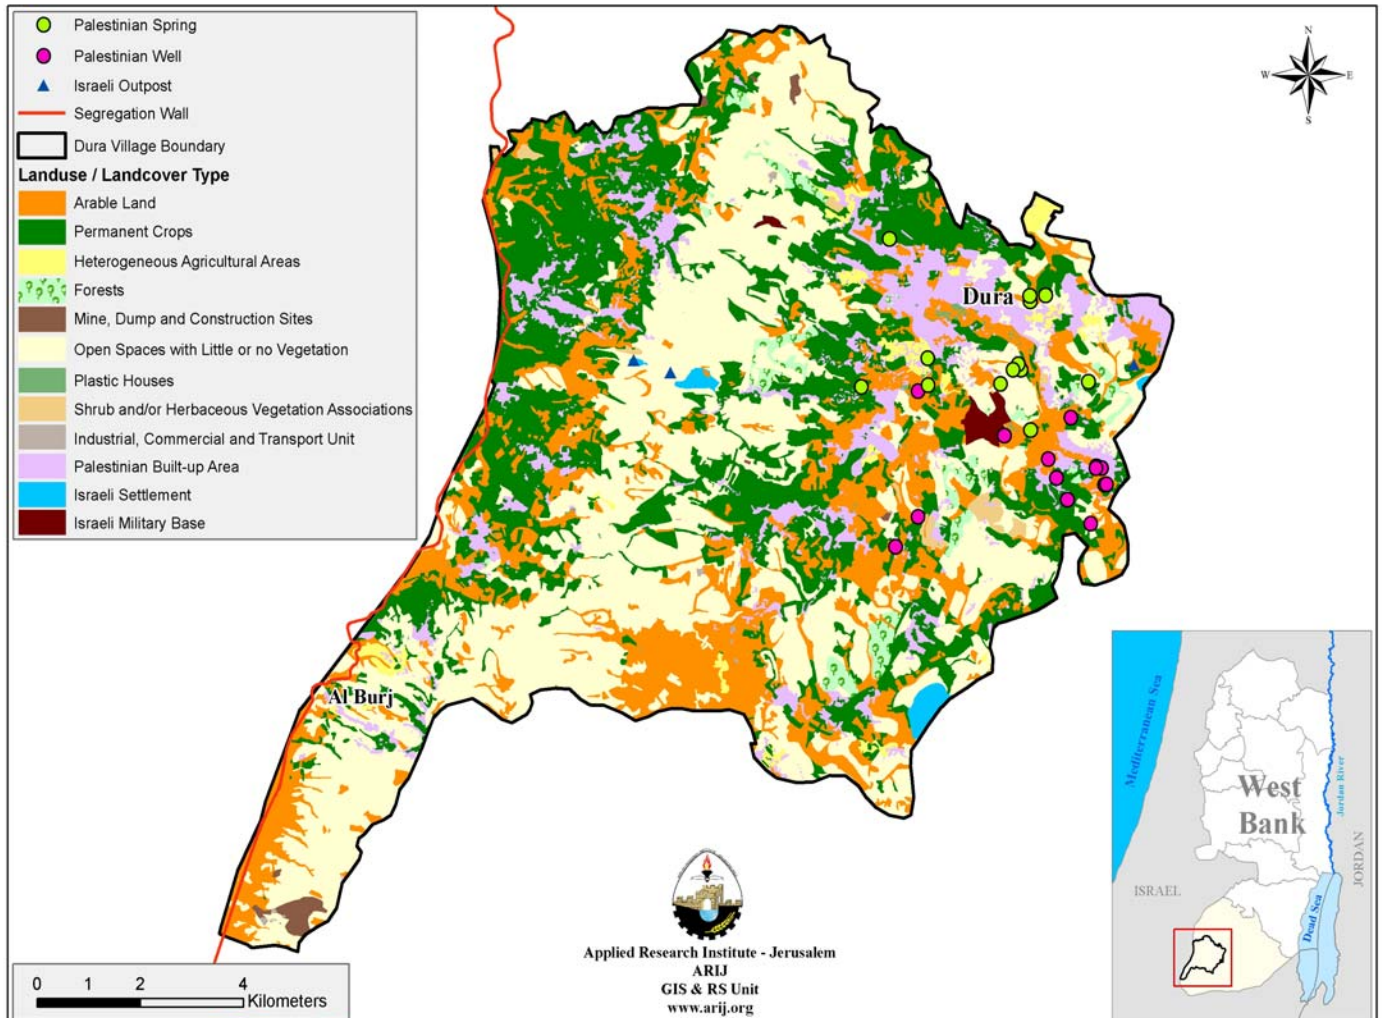 Palestinian Spring
Palestinian Well
Israeli Outpost
Segregation Wall
Dura Village Boundary
Landuse / Landcover Type
Arable Land
Permanent Crops
Heterogeneous Agricultural Areas
Forests
Mine, Dump and Construction Sites
Open Spaces with Little or no Vegetation
Plastic Houses
Shrub and/or Herbaceous Vegetation Associations
Industrial, Commercial and Transport Unit
Palestinian Built-up Area
Israeli Settlement
Israeli Military Base
N
W E
S
Dura
Al Burj
0 1 2 4
Kilometers
Applied Research Institute - Jerusalem
ARIJ
GIS & RS Unit
www.arij.org
Mediterranean Sea
West
Bank
Jordan River
JORDAN
ISRAEL
Dead Sea